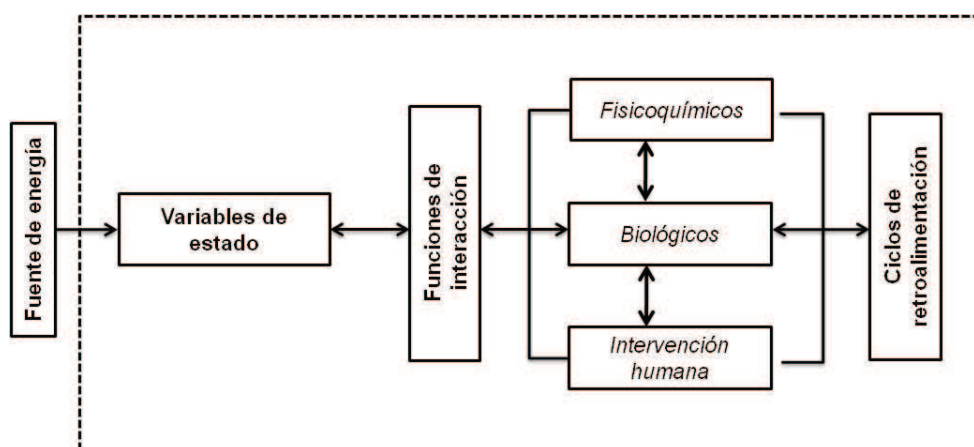 Fuente de energía
Variables de
estado
Funciones de
interacción
Fisicoquímicos
Biológicos
Intervención
humana
Ciclos de
retroalimentación